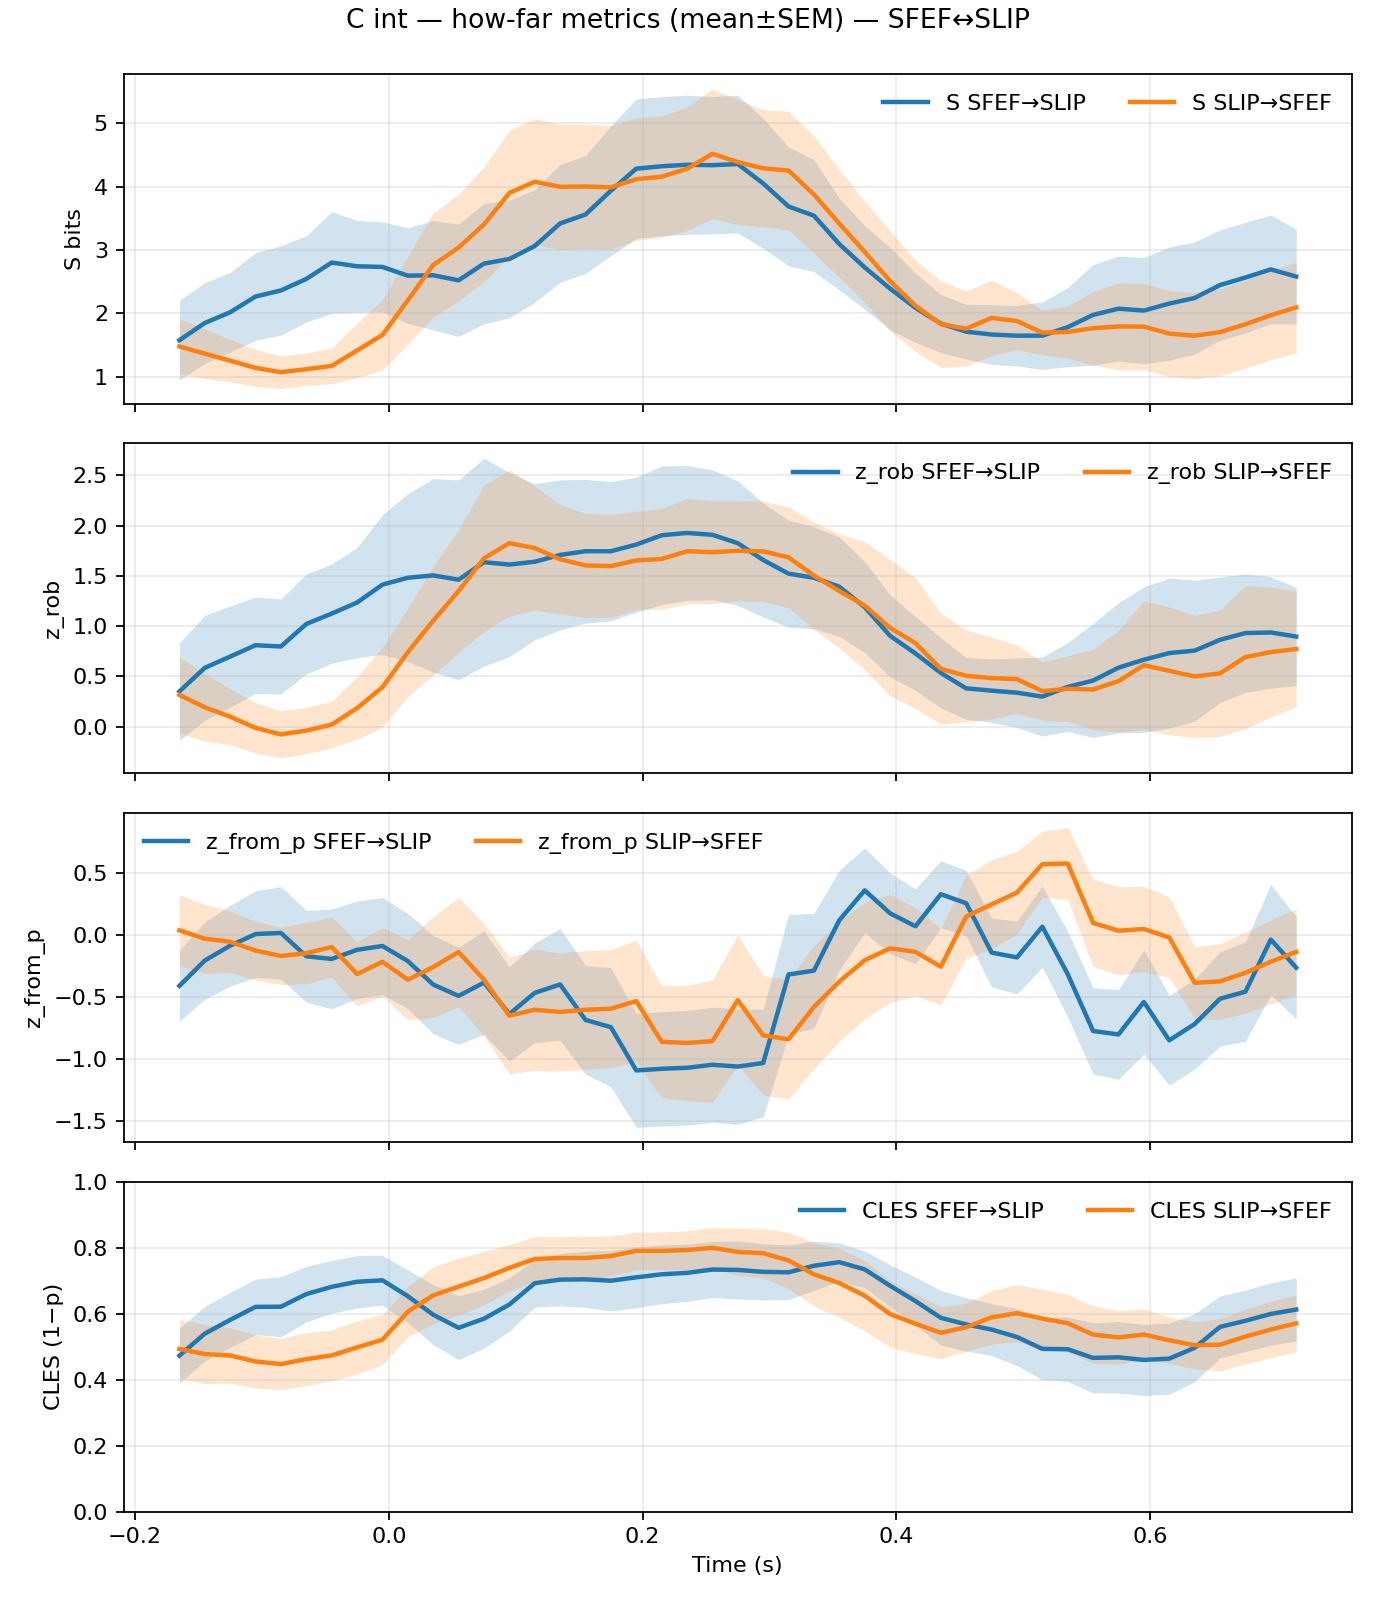 C int — how-far metrics (mean±SEM) — SFEF↔SLIP
S SFEF→SLIP
S SLIP→SFEF
5
4
3
2
1
S bits
z_rob SFEF→SLIP
z_rob SLIP→SFEF
2.5
2.0
1.5
1.0
0.5
0.0
z_rob
z_from_p SFEF→SLIP
z_from_p SLIP→SFEF
0.5
0.0
−0.5
−1.0
−1.5
z_from_p
CLES SFEF→SLIP
CLES SLIP→SFEF
1.0
0.8
0.6
0.4
0.2
0.0
CLES (1−p)
−0.2
0.0
0.2
0.4
0.6
Time (s)